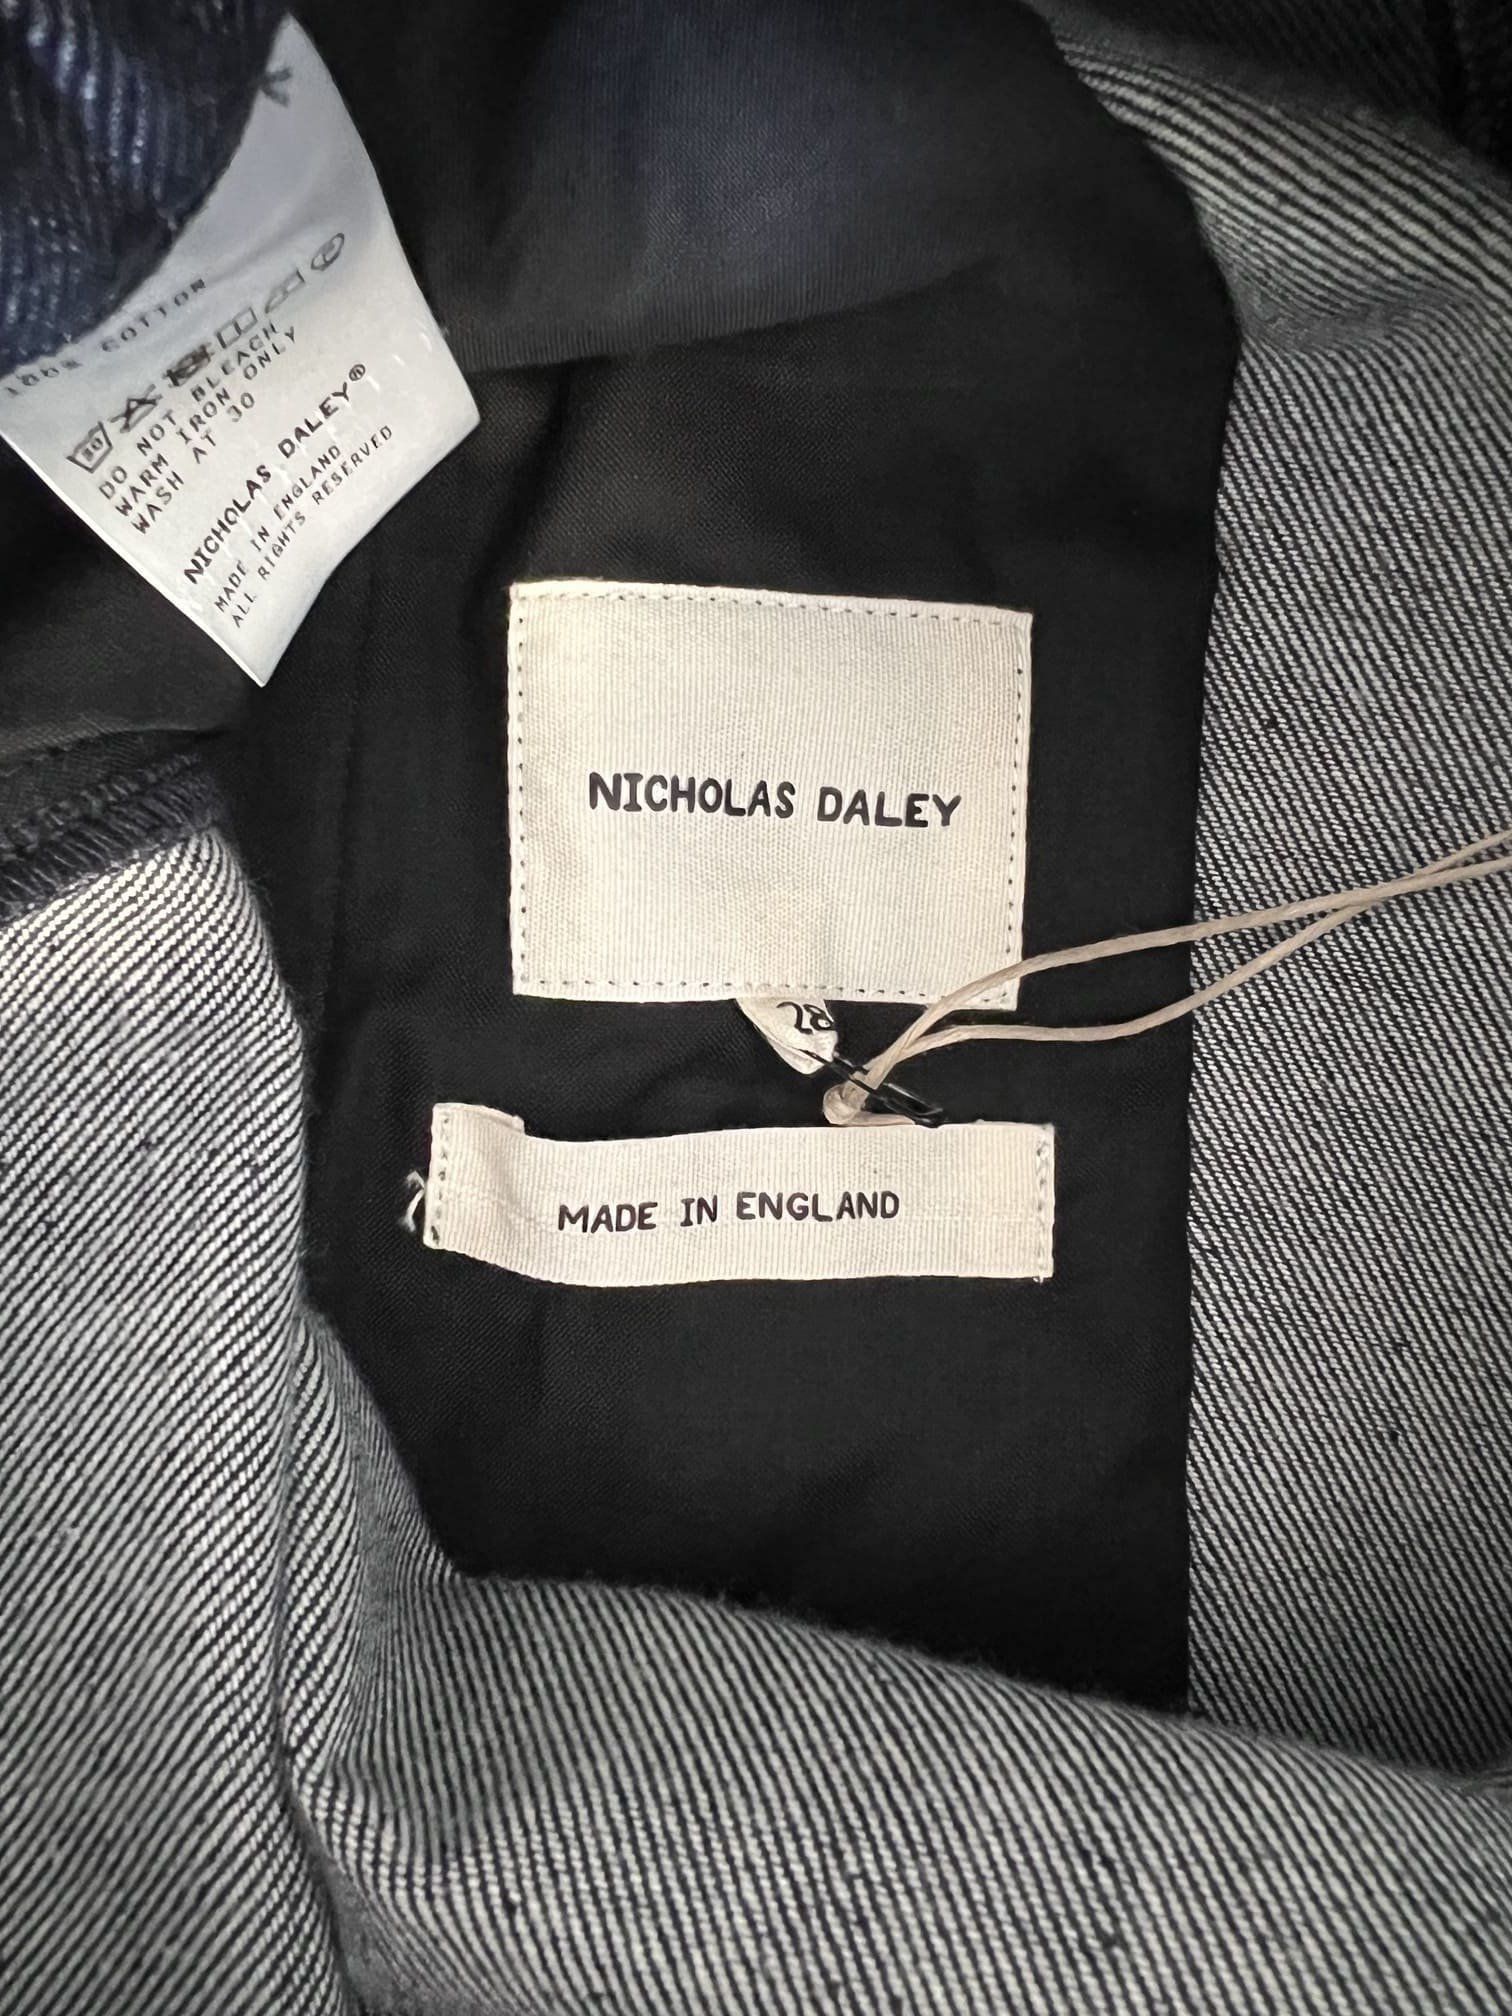 100% COTTON
30
DO NOT BLEACH
WARM IRON ONLY
WASH AT 30
NICHOLAS DALEY®
MADE IN ENGLAND
ALL RIGHTS RESERVED
NICHOLAS DALEY
28
MADE IN ENGLAND